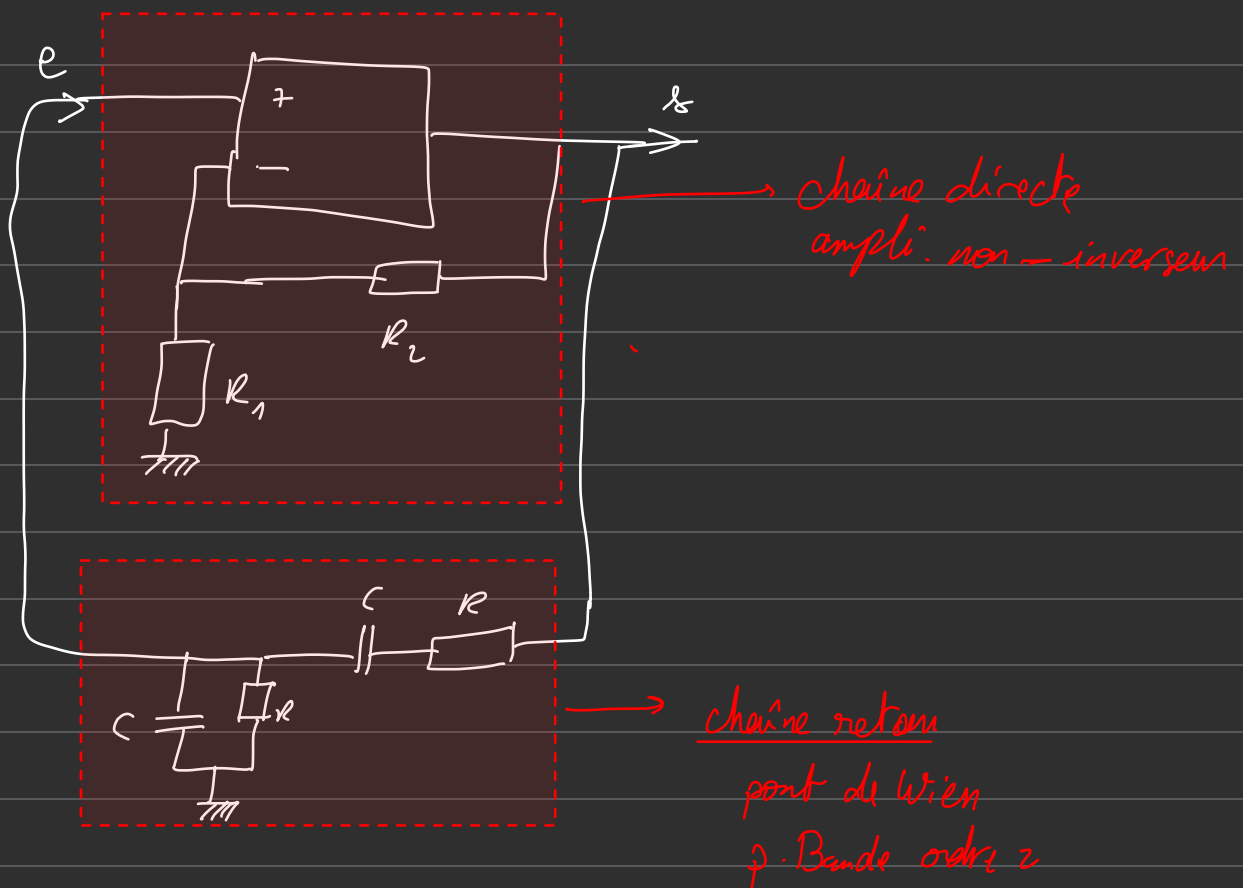 e
+
s
−
chaîne directe
ampli. non-inverseur
R2
R1
C
R
C
R
chaîne retour
pont de Wien
p. Bande ordre 2